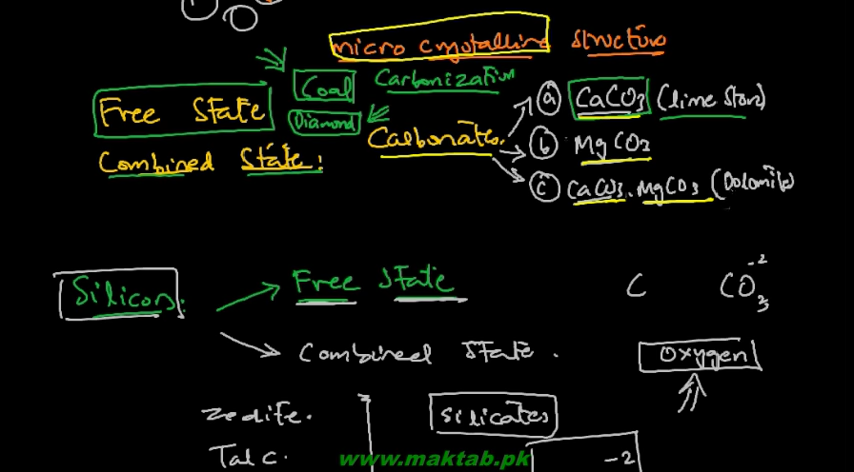 micro crystalline structure
Coal Carbonization
Free State
Diamond
Carbonates.
Combined State:
(a) CaCO3 (lime stone)
(b) MgCO3
(c) CaCO3.MgCO3 (Dolomite)
Silicon:
Free State
C CO3-2
Combined State.
Oxygen
Zeolite.
Silicates
Talc.
-2
www.maktab.pk